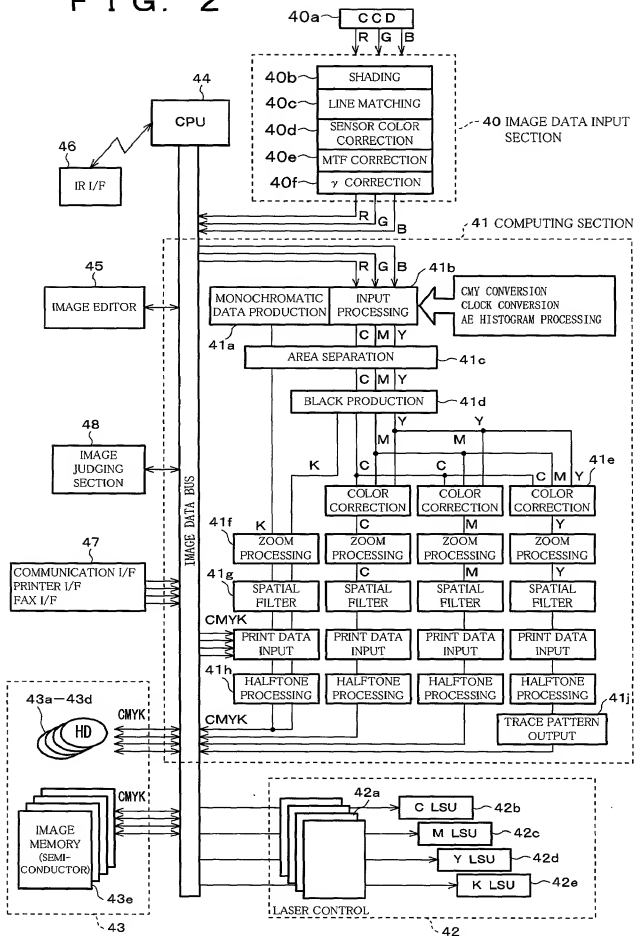 FIG. 2
40a
CCD
R G B
40b
SHADING
40c
LINE MATCHING
40d
SENSOR COLOR
CORRECTION
40e
MTF CORRECTION
40f
γ CORRECTION
40 IMAGE DATA INPUT
SECTION
44
CPU
46
IR I/F
R G B
41 COMPUTING SECTION
R G B
45
IMAGE EDITOR
41b
MONOCHROMATIC
DATA PRODUCTION
INPUT
PROCESSING
CMY CONVERSION
CLOCK CONVERSION
AE HISTOGRAM PROCESSING
41a
C M Y
AREA SEPARATION
41c
C M Y
BLACK PRODUCTION
41d
Y Y
M M
48
IMAGE
JUDGING
SECTION
K
C C
C M Y
41e
COLOR
CORRECTION
COLOR
CORRECTION
COLOR
CORRECTION
IMAGE DATA BUS
K C M Y
41f
ZOOM
PROCESSING
ZOOM
PROCESSING
ZOOM
PROCESSING
ZOOM
PROCESSING
47
COMMUNICATION I/F
PRINTER I/F
FAX I/F
C M Y
41g
SPATIAL
FILTER
SPATIAL
FILTER
SPATIAL
FILTER
SPATIAL
FILTER
CMYK
PRINT DATA
INPUT
PRINT DATA
INPUT
PRINT DATA
INPUT
PRINT DATA
INPUT
41h
HALFTONE
PROCESSING
HALFTONE
PROCESSING
HALFTONE
PROCESSING
HALFTONE
PROCESSING
41j
TRACE PATTERN
OUTPUT
43a-43d
HD
CMYK
CMYK
CMYK
IMAGE
MEMORY
(SEMI-
CONDUCTOR)
43e
43
42a
C LSU
42b
M LSU
42c
Y LSU
42d
K LSU
42e
LASER CONTROL
42